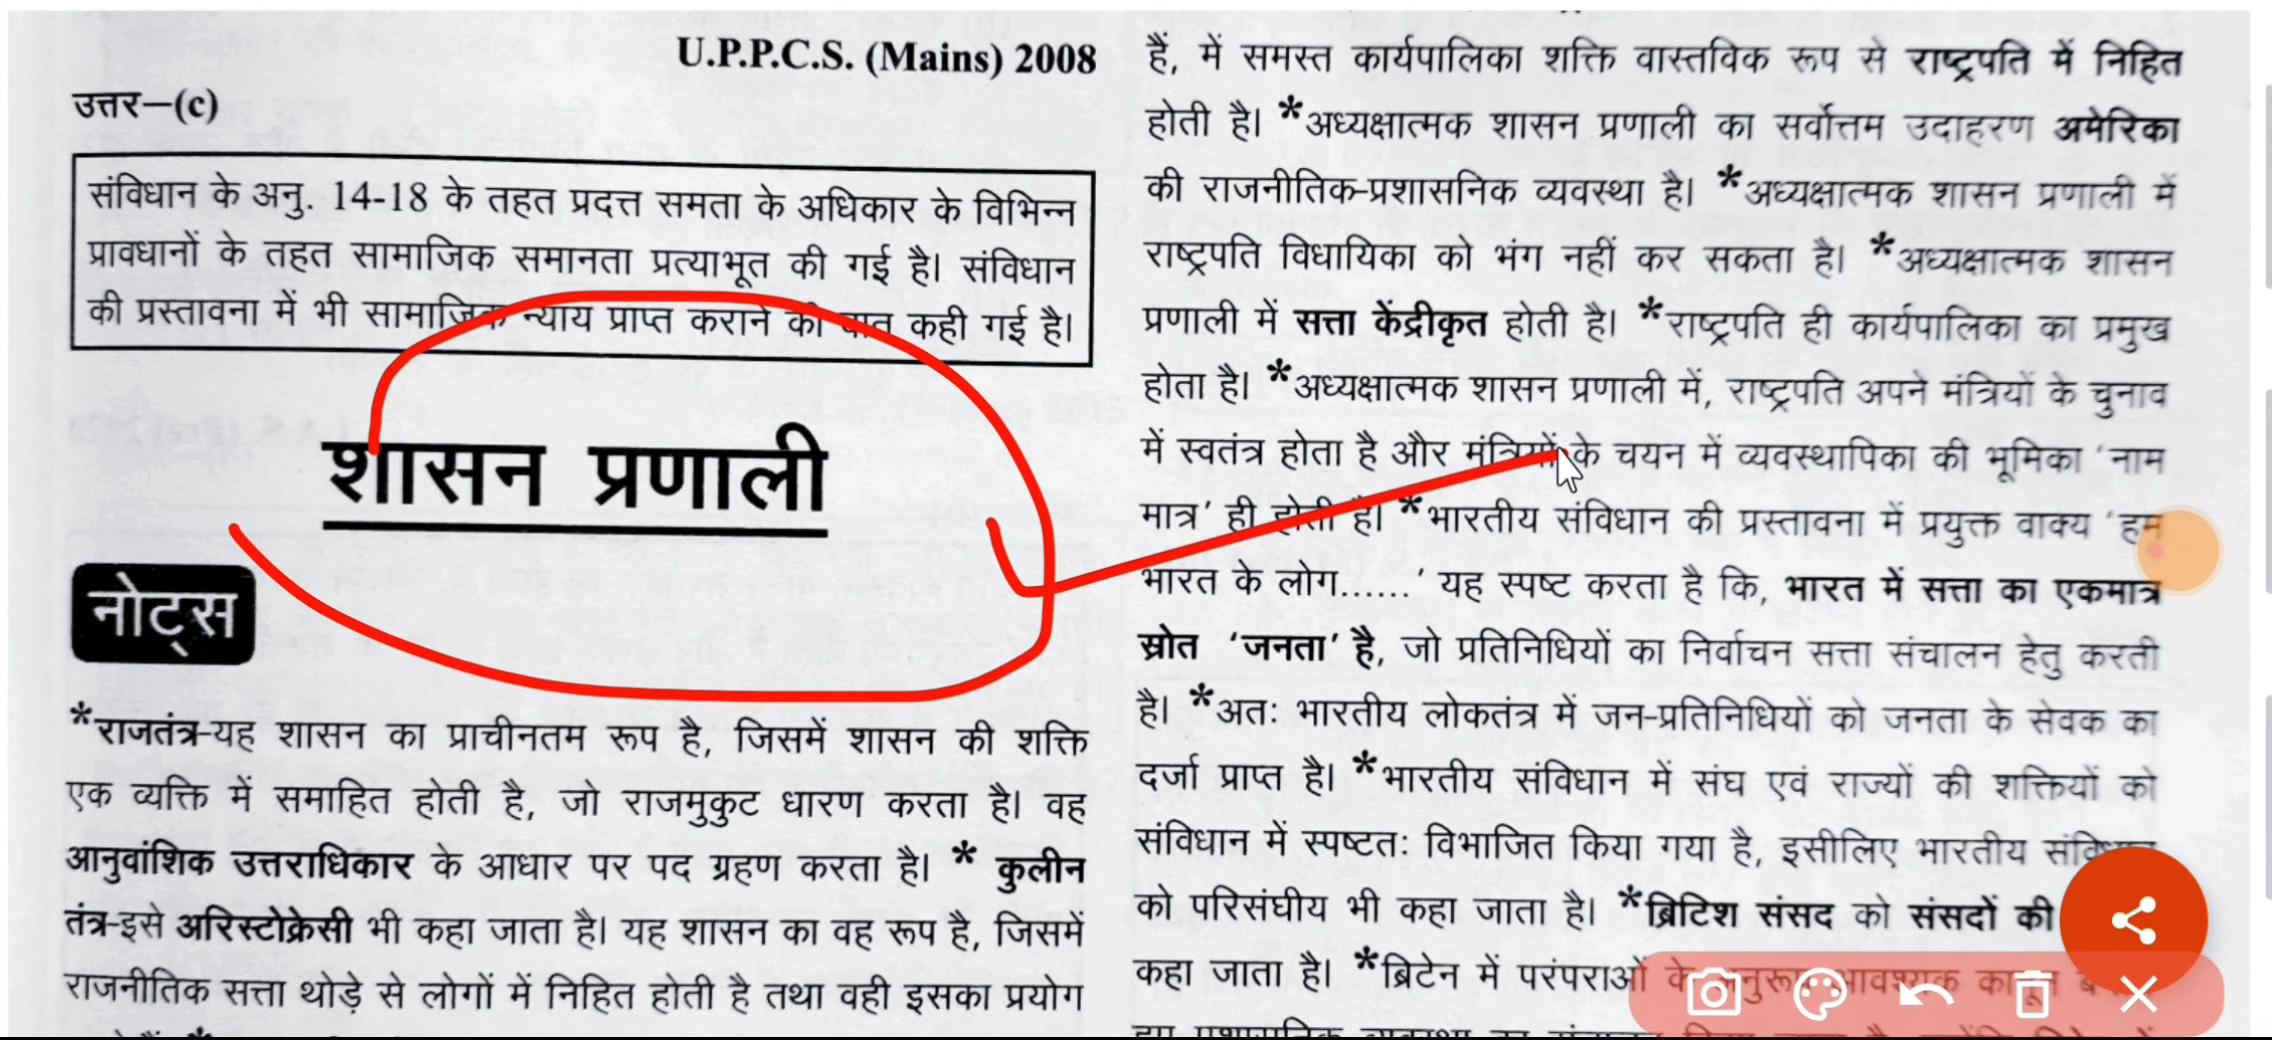 U.P.P.C.S. (Mains) 2008
उत्तर–(c)
संविधान के अनु. 14-18 के तहत प्रदत्त समता के अधिकार के विभिन्न
प्रावधानों के तहत सामाजिक समानता प्रत्याभूत की गई है। संविधान
की प्रस्तावना में भी सामाजिक न्याय प्राप्त कराने की बात कही गई है।
शासन प्रणाली
नोट्स
*राजतंत्र-यह शासन का प्राचीनतम रूप है, जिसमें शासन की शक्ति
एक व्यक्ति में समाहित होती है, जो राजमुकुट धारण करता है। वह
आनुवांशिक उत्तराधिकार के आधार पर पद ग्रहण करता है। * कुलीन
तंत्र-इसे अरिस्टोक्रेसी भी कहा जाता है। यह शासन का वह रूप है, जिसमें
राजनीतिक सत्ता थोड़े से लोगों में निहित होती है तथा वही इसका प्रयोग
हैं, में समस्त कार्यपालिका शक्ति वास्तविक रूप से राष्ट्रपति में निहित
होती है। *अध्यक्षात्मक शासन प्रणाली का सर्वोत्तम उदाहरण अमेरिका
की राजनीतिक-प्रशासनिक व्यवस्था है। *अध्यक्षात्मक शासन प्रणाली में
राष्ट्रपति विधायिका को भंग नहीं कर सकता है। *अध्यक्षात्मक शासन
प्रणाली में सत्ता केंद्रीकृत होती है। *राष्ट्रपति ही कार्यपालिका का प्रमुख
होता है। *अध्यक्षात्मक शासन प्रणाली में, राष्ट्रपति अपने मंत्रियों के चुनाव
में स्वतंत्र होता है और मंत्रियों के चयन में व्यवस्थापिका की भूमिका ‘नाम
मात्र’ ही होती है। *भारतीय संविधान की प्रस्तावना में प्रयुक्त वाक्य ‘हम
भारत के लोग......’ यह स्पष्ट करता है कि, भारत में सत्ता का एकमात्र
स्रोत ‘जनता’ है, जो प्रतिनिधियों का निर्वाचन सत्ता संचालन हेतु करती
है। *अतः भारतीय लोकतंत्र में जन-प्रतिनिधियों को जनता के सेवक का
दर्जा प्राप्त है। *भारतीय संविधान में संघ एवं राज्यों की शक्तियों को
संविधान में स्पष्टतः विभाजित किया गया है, इसीलिए भारतीय संविधान
को परिसंघीय भी कहा जाता है। *ब्रिटिश संसद को संसदों की
कहा जाता है। *ब्रिटेन में परंपराओं के अनुरूप आवश्यक कानून